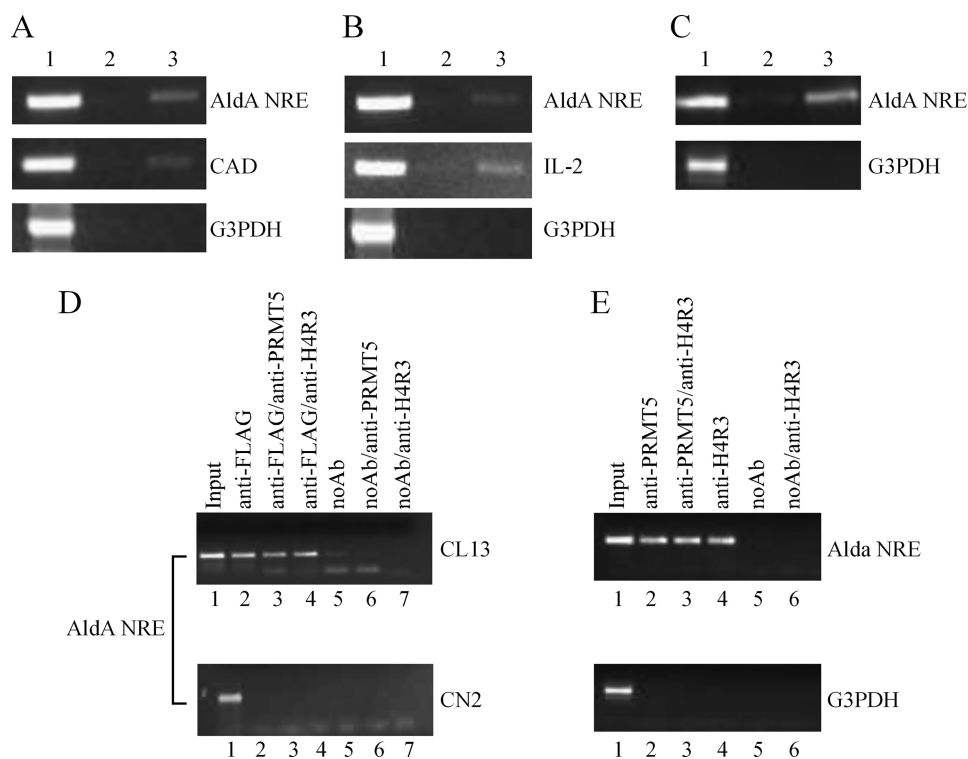 A
1 2 3
AldA NRE
CAD
G3PDH
B
1 2 3
AldA NRE
IL-2
G3PDH
C
1 2 3
AldA NRE
G3PDH
D
Input
anti-FLAG
anti-FLAG/anti-PRMT5
anti-FLAG/anti-H4R3
noAb
noAb/anti-PRMT5
noAb/anti-H4R3
CL13
1 2 3 4 5 6 7
AldA NRE
CN2
1 2 3 4 5 6 7
E
Input
anti-PRMT5
anti-PRMT5/anti-H4R3
anti-H4R3
noAb
noAb/anti-H4R3
Alda NRE
1 2 3 4 5 6
G3PDH
1 2 3 4 5 6